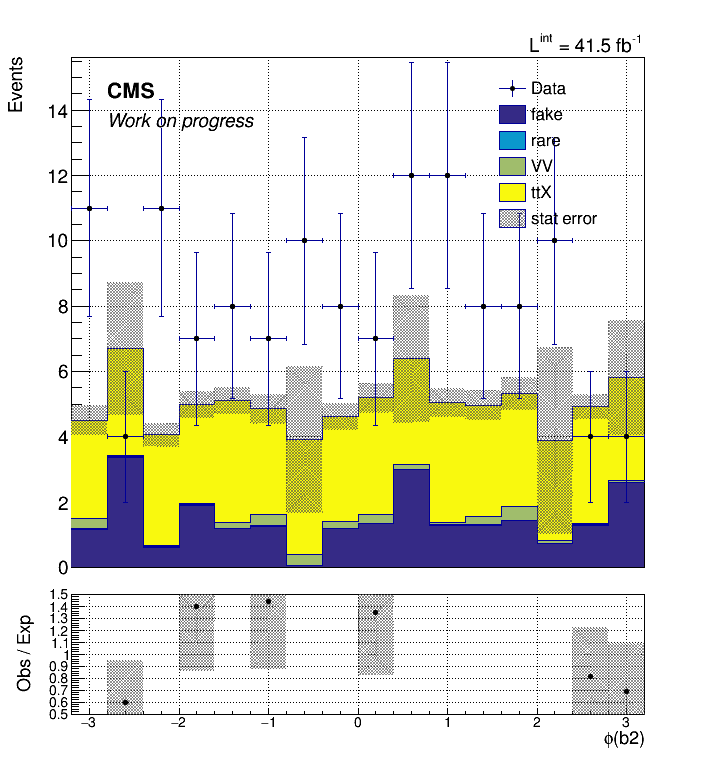 L^int = 41.5 fb^-1
Events
CMS
Work on progress
Data
fake
rare
VV
ttX
stat error
14
12
10
8
6
4
2
0
Obs / Exp
1.5
1.4
1.3
1.2
1.1
1
0.9
0.8
0.7
0.6
0.5
−3 −2 −1 0 1 2 3
ϕ(b2)